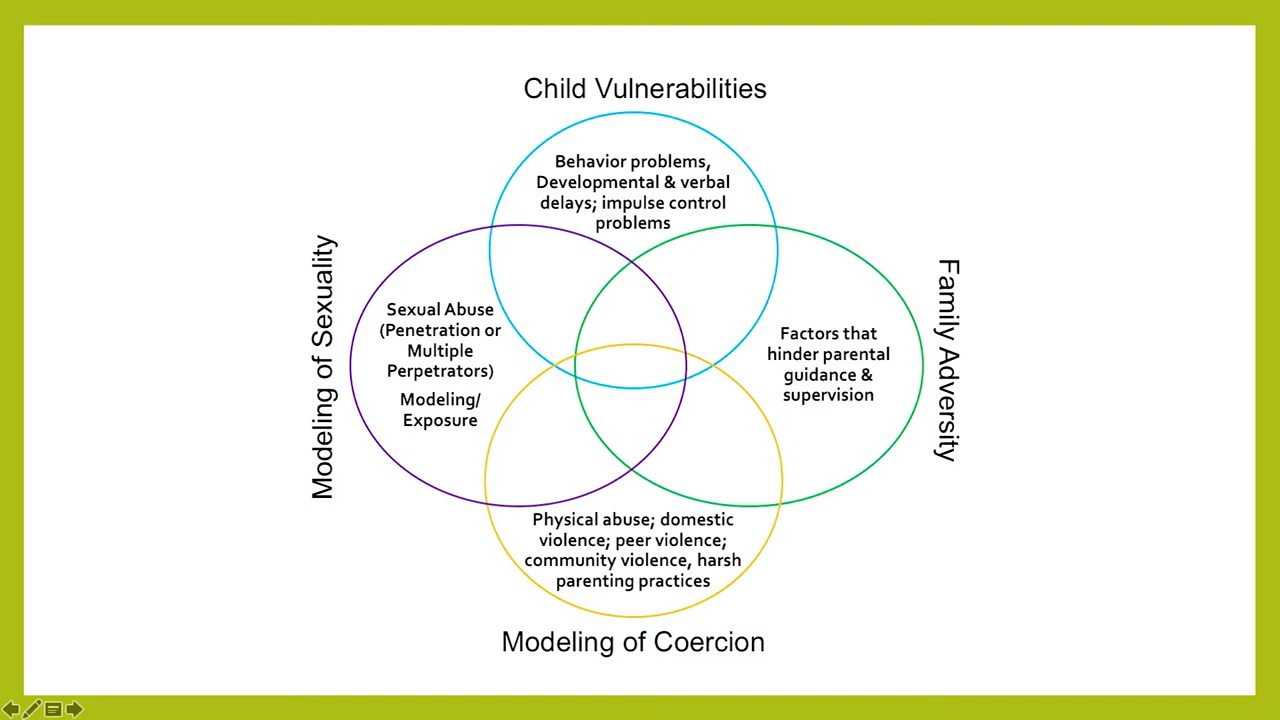 Child Vulnerabilities
Behavior problems,
Developmental & verbal
delays; impulse control
problems
Modeling of Sexuality
Sexual Abuse
(Penetration or
Multiple
Perpetrators)
Modeling/
Exposure
Factors that
hinder parental
guidance &
supervision
Family Adversity
Physical abuse; domestic
violence; peer violence;
community violence, harsh
parenting practices
Modeling of Coercion